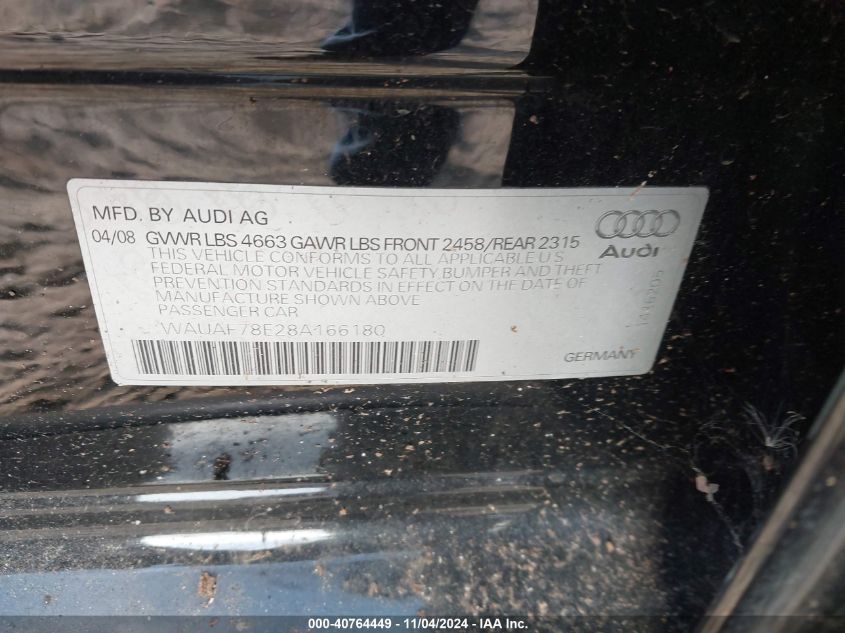 MFD. BY AUDI AG
04/08 GVWR LBS 4663 GAWR LBS FRONT 2458/REAR 2315
THIS VEHICLE CONFORMS TO ALL APPLICABLE U S
FEDERAL MOTOR VEHICLE SAFETY BUMPER AND THEFT
PREVENTION STANDARDS IN EFFECT ON THE DATE OF
MANUFACTURE SHOWN ABOVE
PASSENGER CAR
WAUAF78E28A166180
Audi
1446205
GERMANY
000-40764449 - 11/04/2024 - IAA Inc.